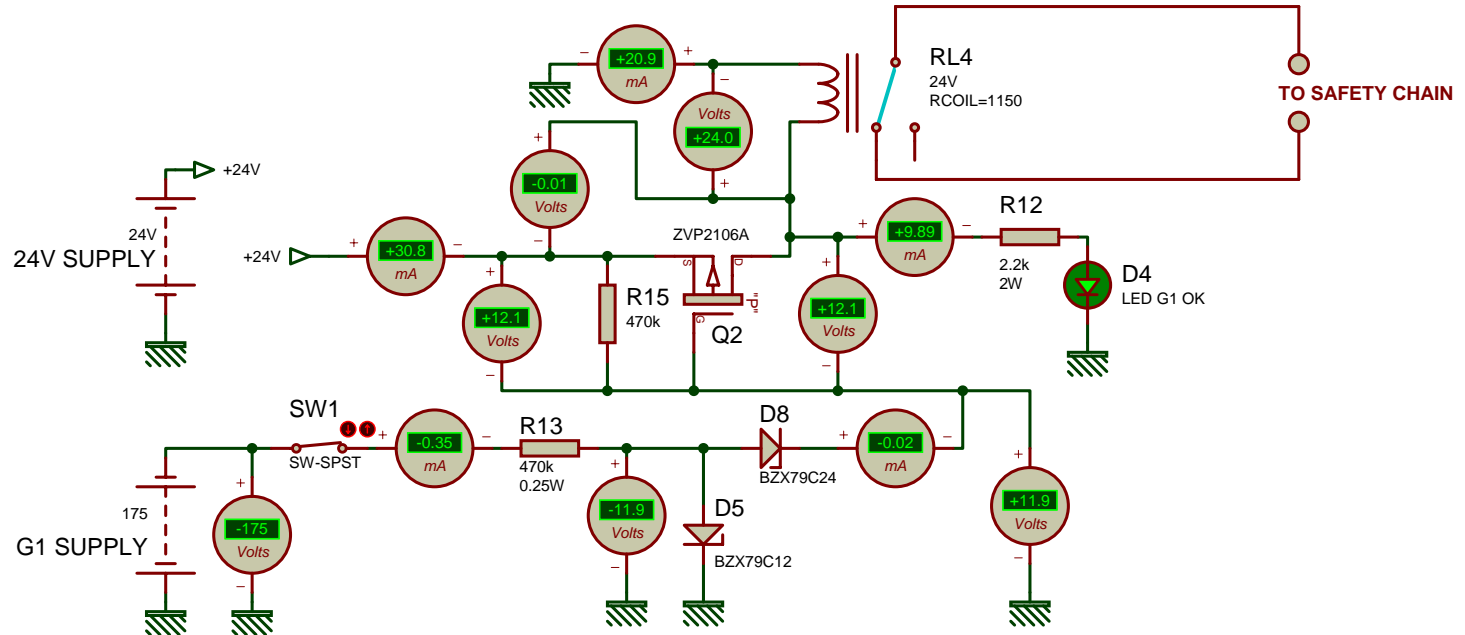 +20.9
mA
Volts
+24.0
RL4
24V
RCOIL=1150
TO SAFETY CHAIN
+24V
-0.01
Volts
24V
24V SUPPLY
+24V
+30.8
mA
ZVP2106A
S
D
G
"P"
Q2
+9.89
mA
R12
2.2k
2W
D4
LED G1 OK
+12.1
Volts
R15
470k
+12.1
Volts
SW1
SW-SPST
-0.35
mA
R13
470k
0.25W
D8
BZX79C24
-0.02
mA
175
G1 SUPPLY
-175
Volts
-11.9
Volts
D5
BZX79C12
+11.9
Volts